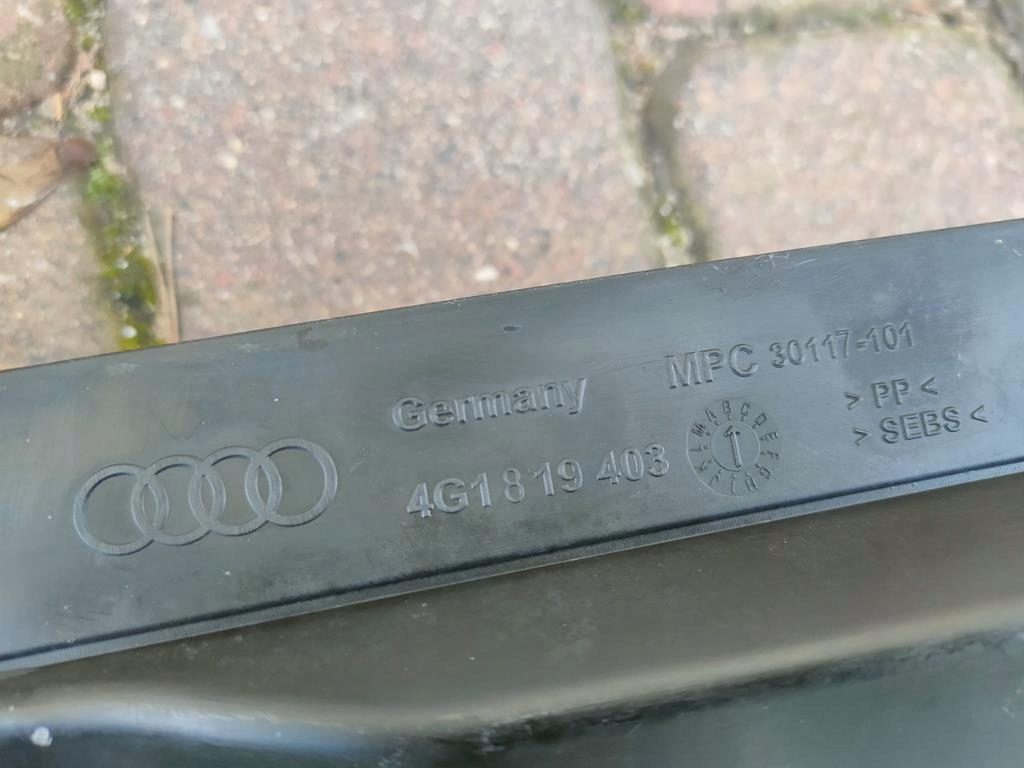 Germany
MPC 30117-101
4G1 819 403
> PP <
> SEBS <